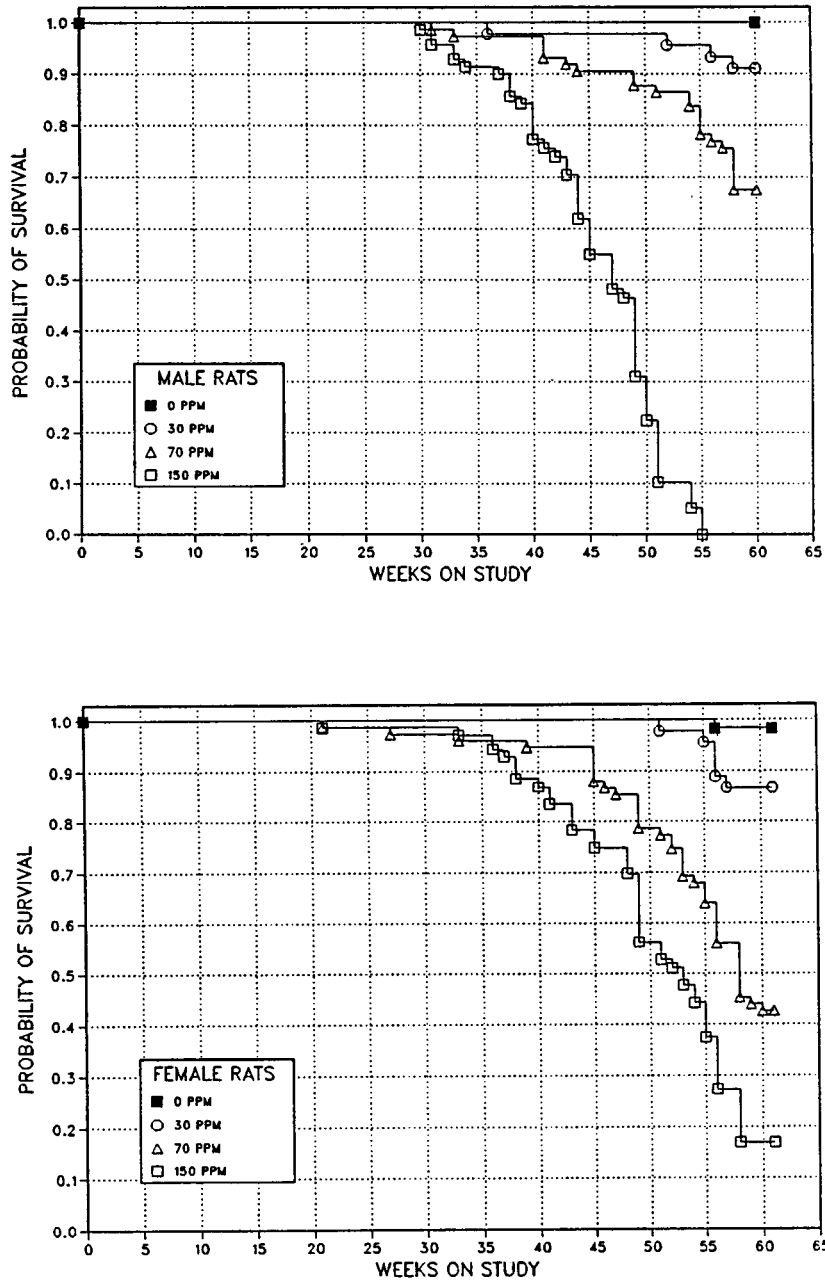 PROBABILITY OF SURVIVAL
1.0
0.9
0.8
0.7
0.6
0.5
0.4
0.3
0.2
0.1
0.0
MALE RATS
0 PPM
30 PPM
70 PPM
150 PPM
0 5 10 15 20 25 30 35 40 45 50 55 60 65
WEEKS ON STUDY
PROBABILITY OF SURVIVAL
1.0
0.9
0.8
0.7
0.6
0.5
0.4
0.3
0.2
0.1
0.0
FEMALE RATS
0 PPM
30 PPM
70 PPM
150 PPM
0 5 10 15 20 25 30 35 40 45 50 55 60 65
WEEKS ON STUDY